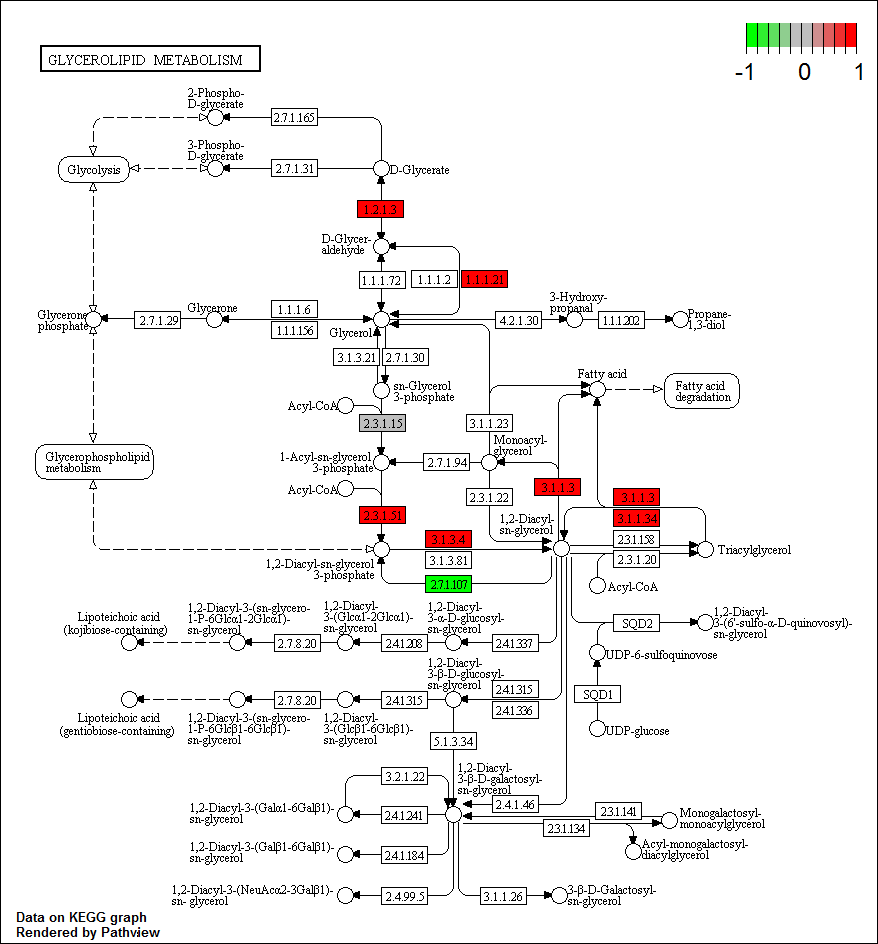 -1 0 1
GLYCEROLIPID METABOLISM
2-Phospho-
D-glycerate
2.7.1.165
3-Phospho-
D-glycerate
Glycolysis
2.7.1.31
D-Glycerate
1.2.1.3
D-Glycer-
aldehyde
1.1.1.72
1.1.1.2
1.1.1.21
Glycerone
phosphate
2.7.1.29
Glycerone
1.1.1.6
1.1.1.156
Glycerol
4.2.1.30
3-Hydroxy-
propanal
1.1.1.202
Propane-
1,3-diol
3.1.3.21
2.7.1.30
sn-Glycerol
3-phosphate
Fatty acid
Fatty acid
degradation
Acyl-CoA
2.3.1.15
3.1.1.23
Glycerophospholipid
metabolism
1-Acyl-sn-glycerol
3-phosphate
2.7.1.94
Monoacyl-
glycerol
Acyl-CoA
2.3.1.22
3.1.1.3
3.1.1.3
2.3.1.51
1,2-Diacyl-
sn-glycerol
3.1.1.34
3.1.3.4
2.3.1.158
Triacylglycerol
1,2-Diacyl-sn-glycerol
3-phosphate
3.1.3.81
2.3.1.20
2.7.1.107
Acyl-CoA
Lipoteichoic acid
(kojibiose-containing)
1,2-Diacyl-3-(sn-glycero-
1-P-6Glcα1-2Glcα1)-
sn-glycerol
2.7.8.20
1,2-Diacyl-
3-(Glcα1-2Glcα1)-
sn-glycerol
2.4.1.208
1,2-Diacyl-
3-α-D-glucosyl-
sn-glycerol
2.4.1.337
SQD2
1,2-Diacyl-
3-(6'-sulfo-α-D-quinovosyl)-
sn-glycerol
UDP-6-sulfoquinovose
1,2-Diacyl-
3-β-D-glucosyl-
sn-glycerol
2.4.1.315
2.4.1.336
SQD1
2.7.8.20
2.4.1.315
Lipoteichoic acid
(gentiobiose-containing)
1,2-Diacyl-3-(sn-glycero-
1-P-6Glcβ1-6Glcβ1)-
sn-glycerol
1,2-Diacyl-
3-(Glcβ1-6Glcβ1)-
sn-glycerol
UDP-glucose
5.1.3.34
3.2.1.22
1,2-Diacyl-
3-β-D-galactosyl-
sn-glycerol
2.4.1.46
1,2-Diacyl-3-(Galα1-6Galβ1)-
sn-glycerol
2.4.1.241
2.3.1.141
2.3.1.134
Monogalactosyl-
monoacylglycerol
1,2-Diacyl-3-(Galβ1-6Galβ1)-
sn-glycerol
2.4.1.184
Acyl-monogalactosyl-
diacylglycerol
1,2-Diacyl-3-(NeuAcα2-3Galβ1)-
sn- glycerol
2.4.99.5
3.1.1.26
3-β-D-Galactosyl-
sn-glycerol
Data on KEGG graph
Rendered by Pathview